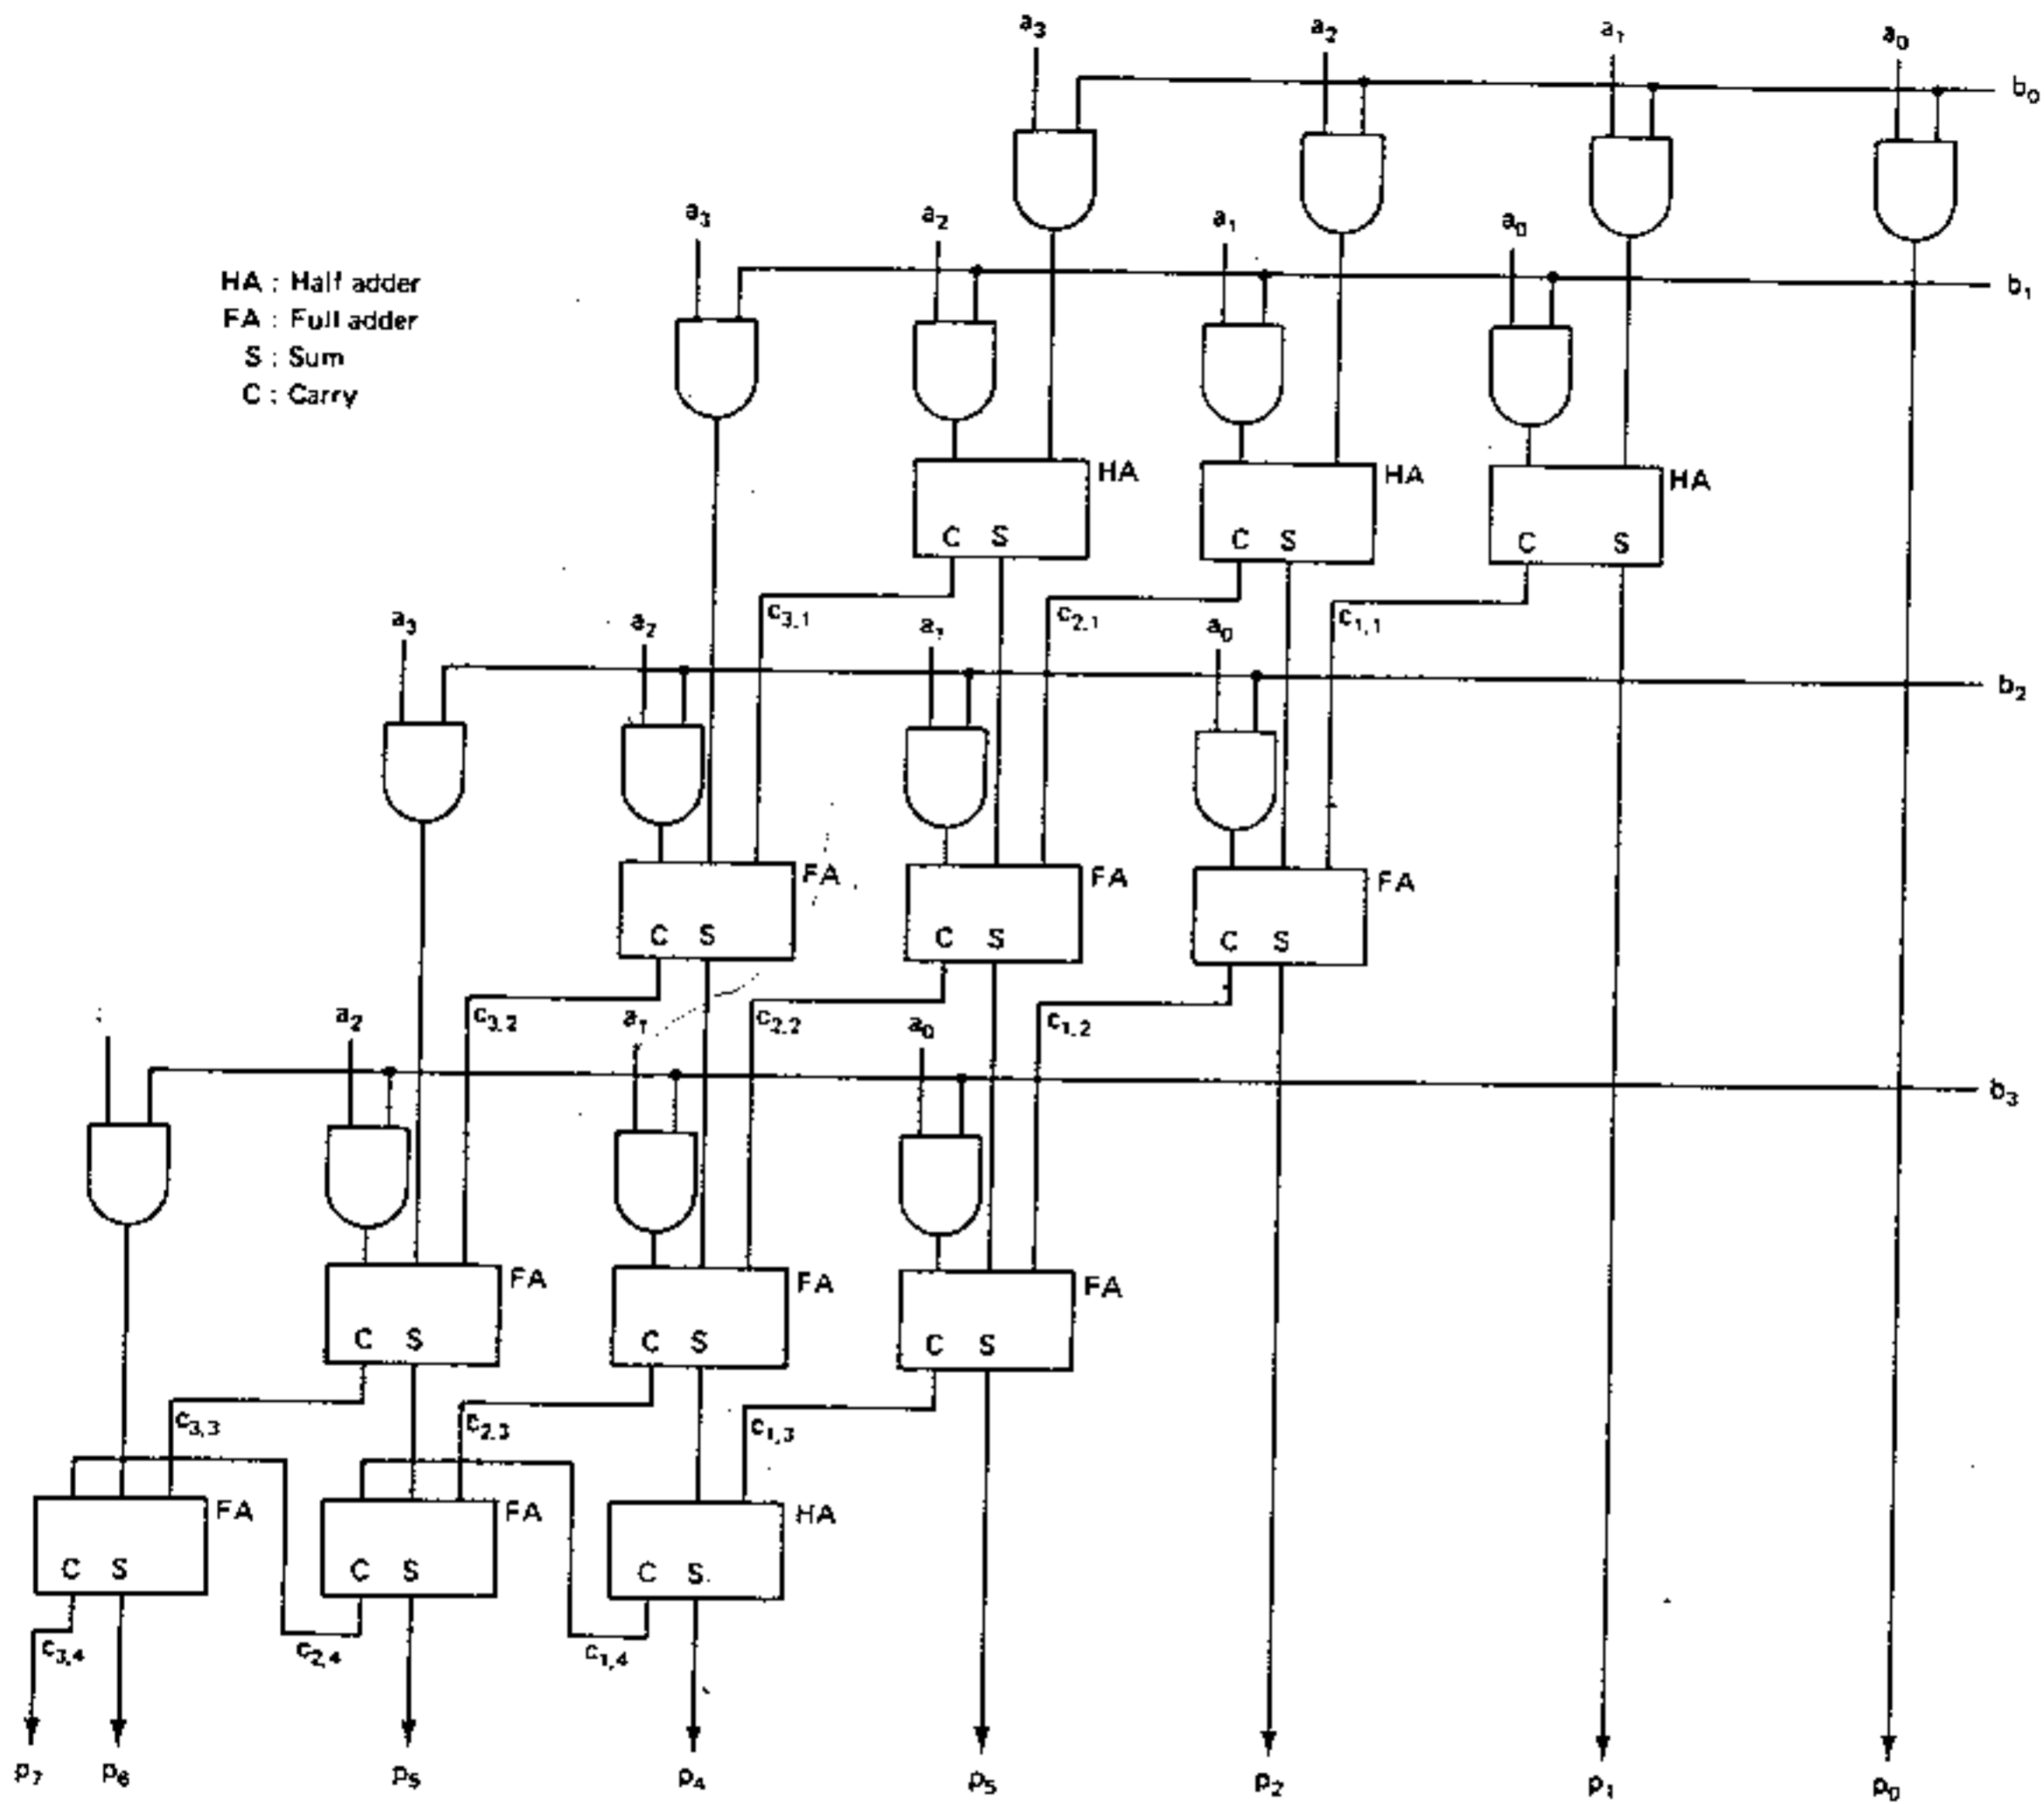 a₃ a₂ a₁ a₀
b₀
a₃ a₂ a₁ a₀
b₁
HA : Half adder
FA : Full adder
S : Sum
C : Carry
HA HA HA
C S C S C S
c₃,₁ c₂,₁ c₁,₁
a₃ a₂ a₁ a₀
b₂
FA FA FA
C S C S C S
c₃,₂ c₂,₂ c₁,₂
a₂ a₁ a₀
b₃
FA FA FA
C S C S C S
c₃,₃ c₂,₃ c₁,₃
FA FA HA
C S C S C S
c₃,₄ c₂,₄ c₁,₄
p₇ p₆ p₅ p₄ p₅ p₂ p₁ p₀